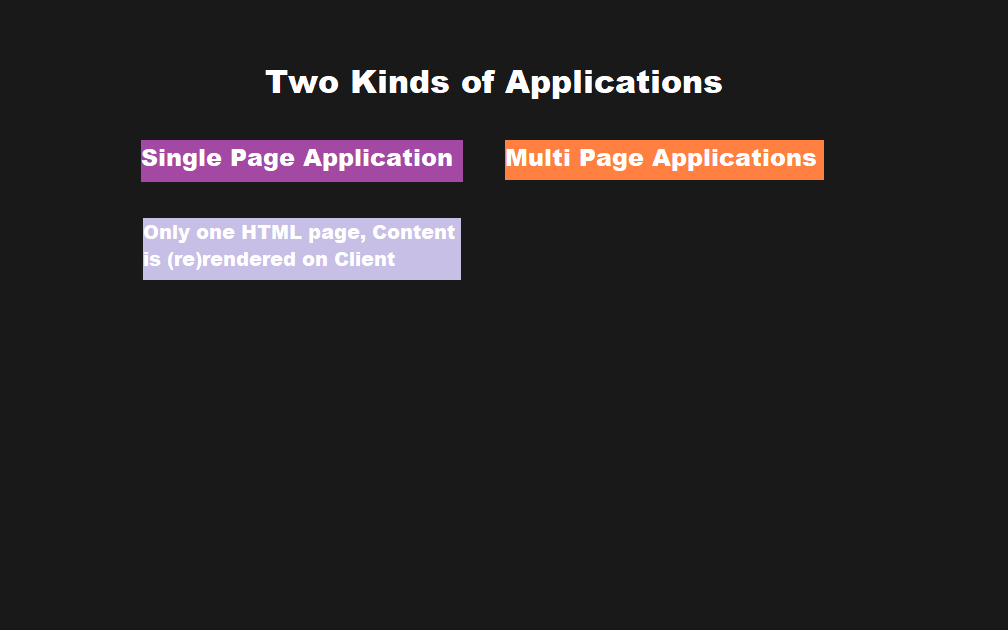 Two Kinds of Applications
Single Page Application
Multi Page Applications
Only one HTML page, Content
is (re)rendered on Client